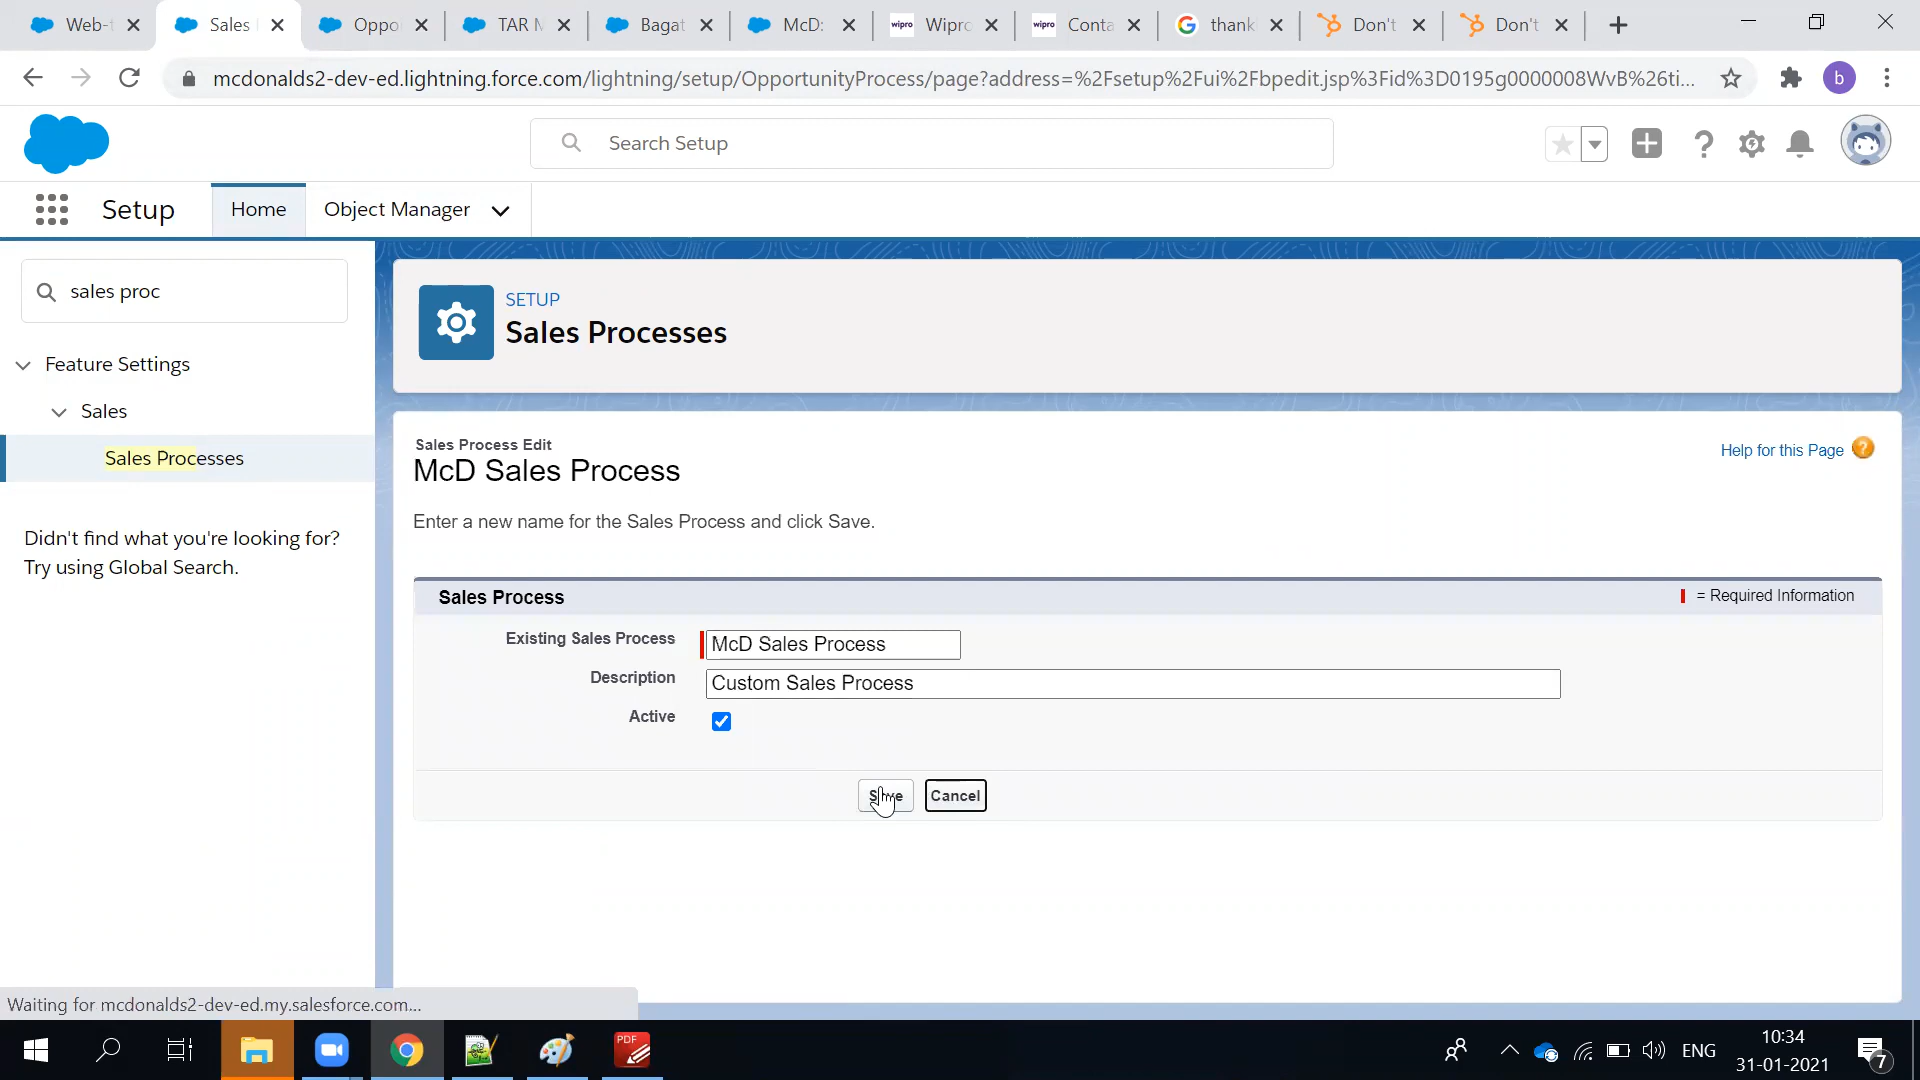 Web-t
Sales
Oppo
TAR M
Bagat
McD:
wipro Wipro
wipro Conta
thank
Don't
Don't
mcdonalds2-dev-ed.lightning.force.com/lightning/setup/OpportunityProcess/page?address=%2Fsetup%2Fui%2Fbpedit.jsp%3Fid%3D0195g0000008WvB%26ti...
b
Search Setup
Setup
Home
Object Manager
sales proc
Feature Settings
Sales
Sales Processes
Didn't find what you're looking for?
Try using Global Search.
SETUP
Sales Processes
Sales Process Edit
McD Sales Process
Help for this Page
Enter a new name for the Sales Process and click Save.
Sales Process
= Required Information
Existing Sales Process McD Sales Process
Description Custom Sales Process
Active
Save Cancel
Waiting for mcdonalds2-dev-ed.my.salesforce.com...
PDF
ENG
10:34
31-01-2021
7